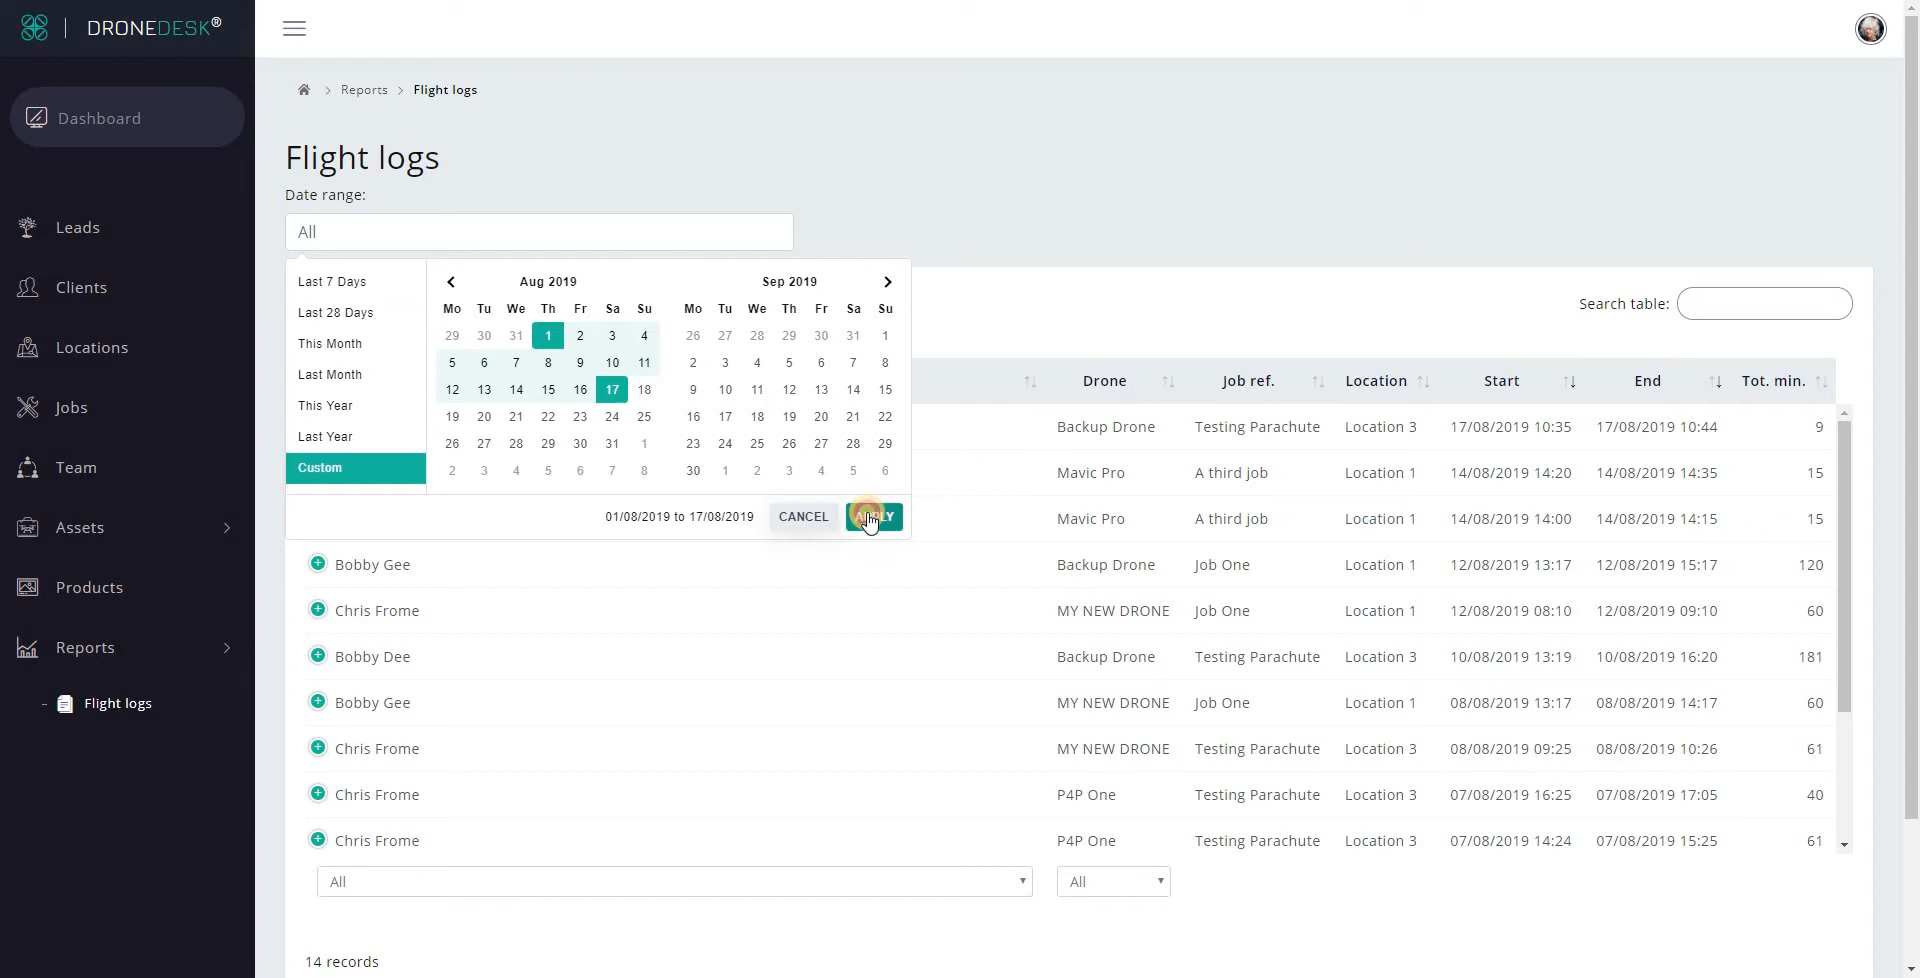 DRONEDESK®
Dashboard
Leads
Clients
Locations
Jobs
Team
Assets
Products
Reports
- Flight logs
Reports > Flight logs
Flight logs
Date range:
All
Last 7 Days
Last 28 Days
This Month
Last Month
This Year
Last Year
Custom
Aug 2019
Mo Tu We Th Fr Sa Su
29 30 31 1 2 3 4
5 6 7 8 9 10 11
12 13 14 15 16 17 18
19 20 21 22 23 24 25
26 27 28 29 30 31 1
2 3 4 5 6 7 8
Sep 2019
Mo Tu We Th Fr Sa Su
26 27 28 29 30 31 1
2 3 4 5 6 7 8
9 10 11 12 13 14 15
16 17 18 19 20 21 22
23 24 25 26 27 28 29
30 1 2 3 4 5 6
01/08/2019 to 17/08/2019 CANCEL APPLY
Search table:
Drone Job ref. Location Start End Tot. min.
Backup Drone Testing Parachute Location 3 17/08/2019 10:35 17/08/2019 10:44 9
Mavic Pro A third job Location 1 14/08/2019 14:20 14/08/2019 14:35 15
Mavic Pro A third job Location 1 14/08/2019 14:00 14/08/2019 14:15 15
Bobby Gee Backup Drone Job One Location 1 12/08/2019 13:17 12/08/2019 15:17 120
Chris Frome MY NEW DRONE Job One Location 1 12/08/2019 08:10 12/08/2019 09:10 60
Bobby Dee Backup Drone Testing Parachute Location 3 10/08/2019 13:19 10/08/2019 16:20 181
Bobby Gee MY NEW DRONE Job One Location 1 08/08/2019 13:17 08/08/2019 14:17 60
Chris Frome MY NEW DRONE Testing Parachute Location 3 08/08/2019 09:25 08/08/2019 10:26 61
Chris Frome P4P One Testing Parachute Location 3 07/08/2019 16:25 07/08/2019 17:05 40
Chris Frome P4P One Testing Parachute Location 3 07/08/2019 14:24 07/08/2019 15:25 61
All All
14 records